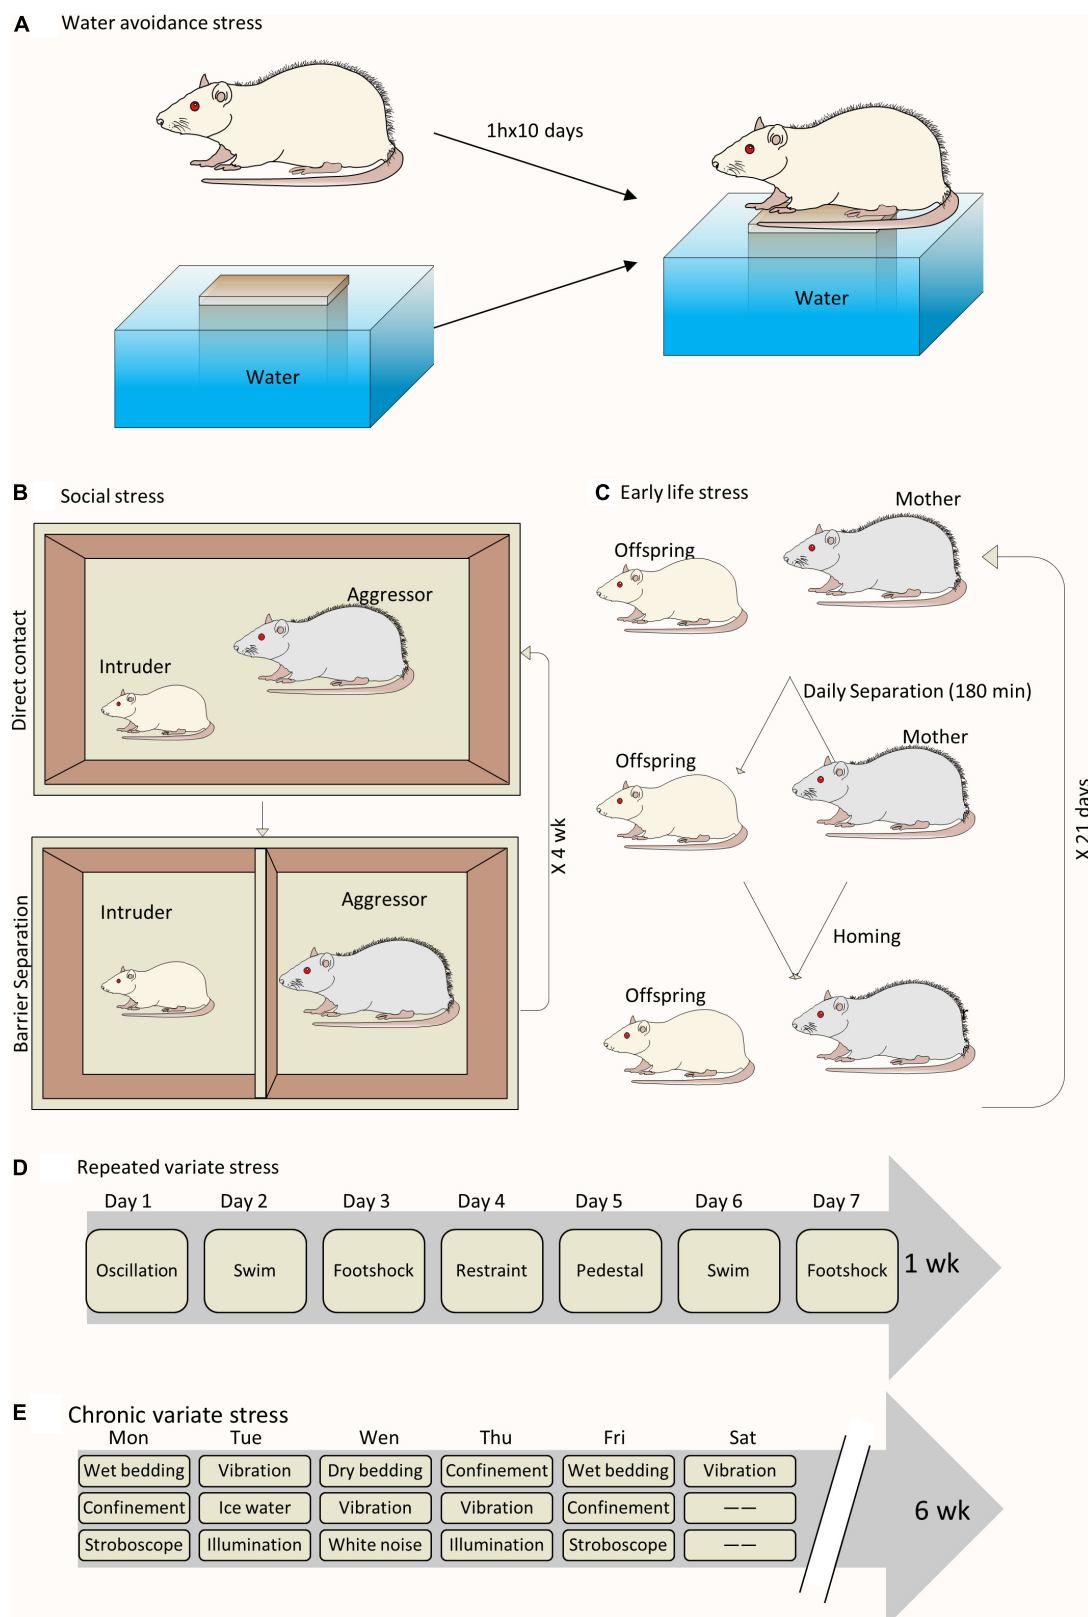 A Water avoidance stress
1hx10 days
Water
Water
B Social stress
Direct contact
Aggressor
Intruder
X 4 wk
Barrier Separation
Intruder
Aggressor
C Early life stress
Mother
Offspring
Daily Separation (180 min)
Mother
Offspring
X 21 days
Homing
Offspring
D Repeated variate stress
Day 1 Day 2 Day 3 Day 4 Day 5 Day 6 Day 7
Oscillation Swim Footshock Restraint Pedestal Swim Footshock 1 wk
E Chronic variate stress
Mon Tue Wen Thu Fri Sat
Wet bedding Vibration Dry bedding Confinement Wet bedding Vibration
Confinement Ice water Vibration Vibration Confinement ——
6 wk
Stroboscope Illumination White noise Illumination Stroboscope ——